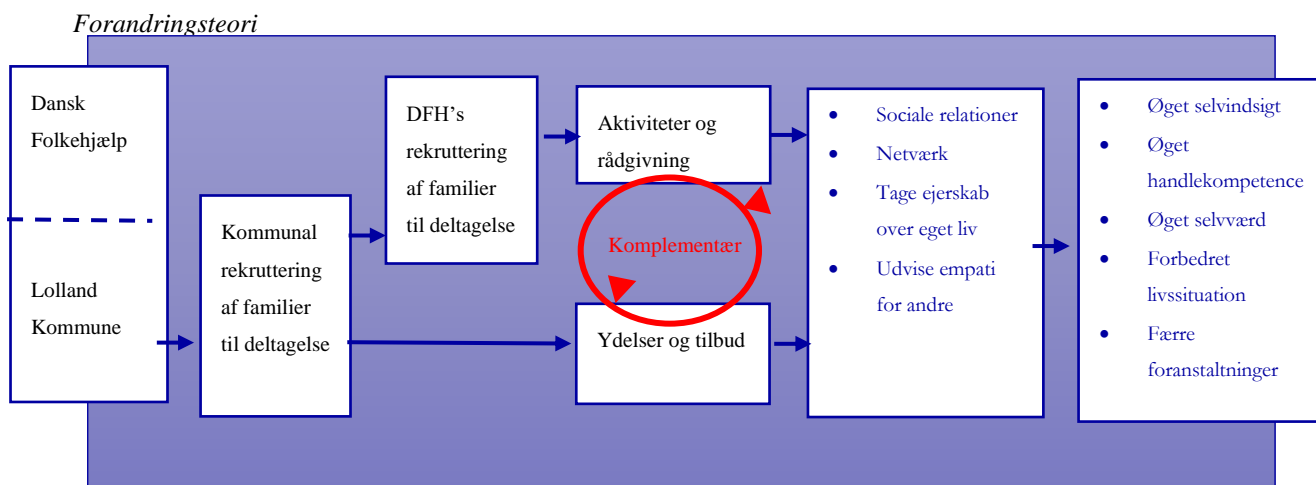 Forandringsteori
Dansk
Folkehjælp
Lolland
Kommune
Kommunal
rekruttering
af familier
til deltagelse
DFH's
rekruttering
af familier
til deltagelse
Aktiviteter og
rådgivning
Komplementær
Ydelser og tilbud
• Sociale relationer
• Netværk
• Tage ejerskab
over eget liv
• Udvise empati
for andre
• Øget selvindsigt
• Øget
handlekompetence
• Øget selvværd
• Forbedret
livssituation
• Færre
foranstaltninger